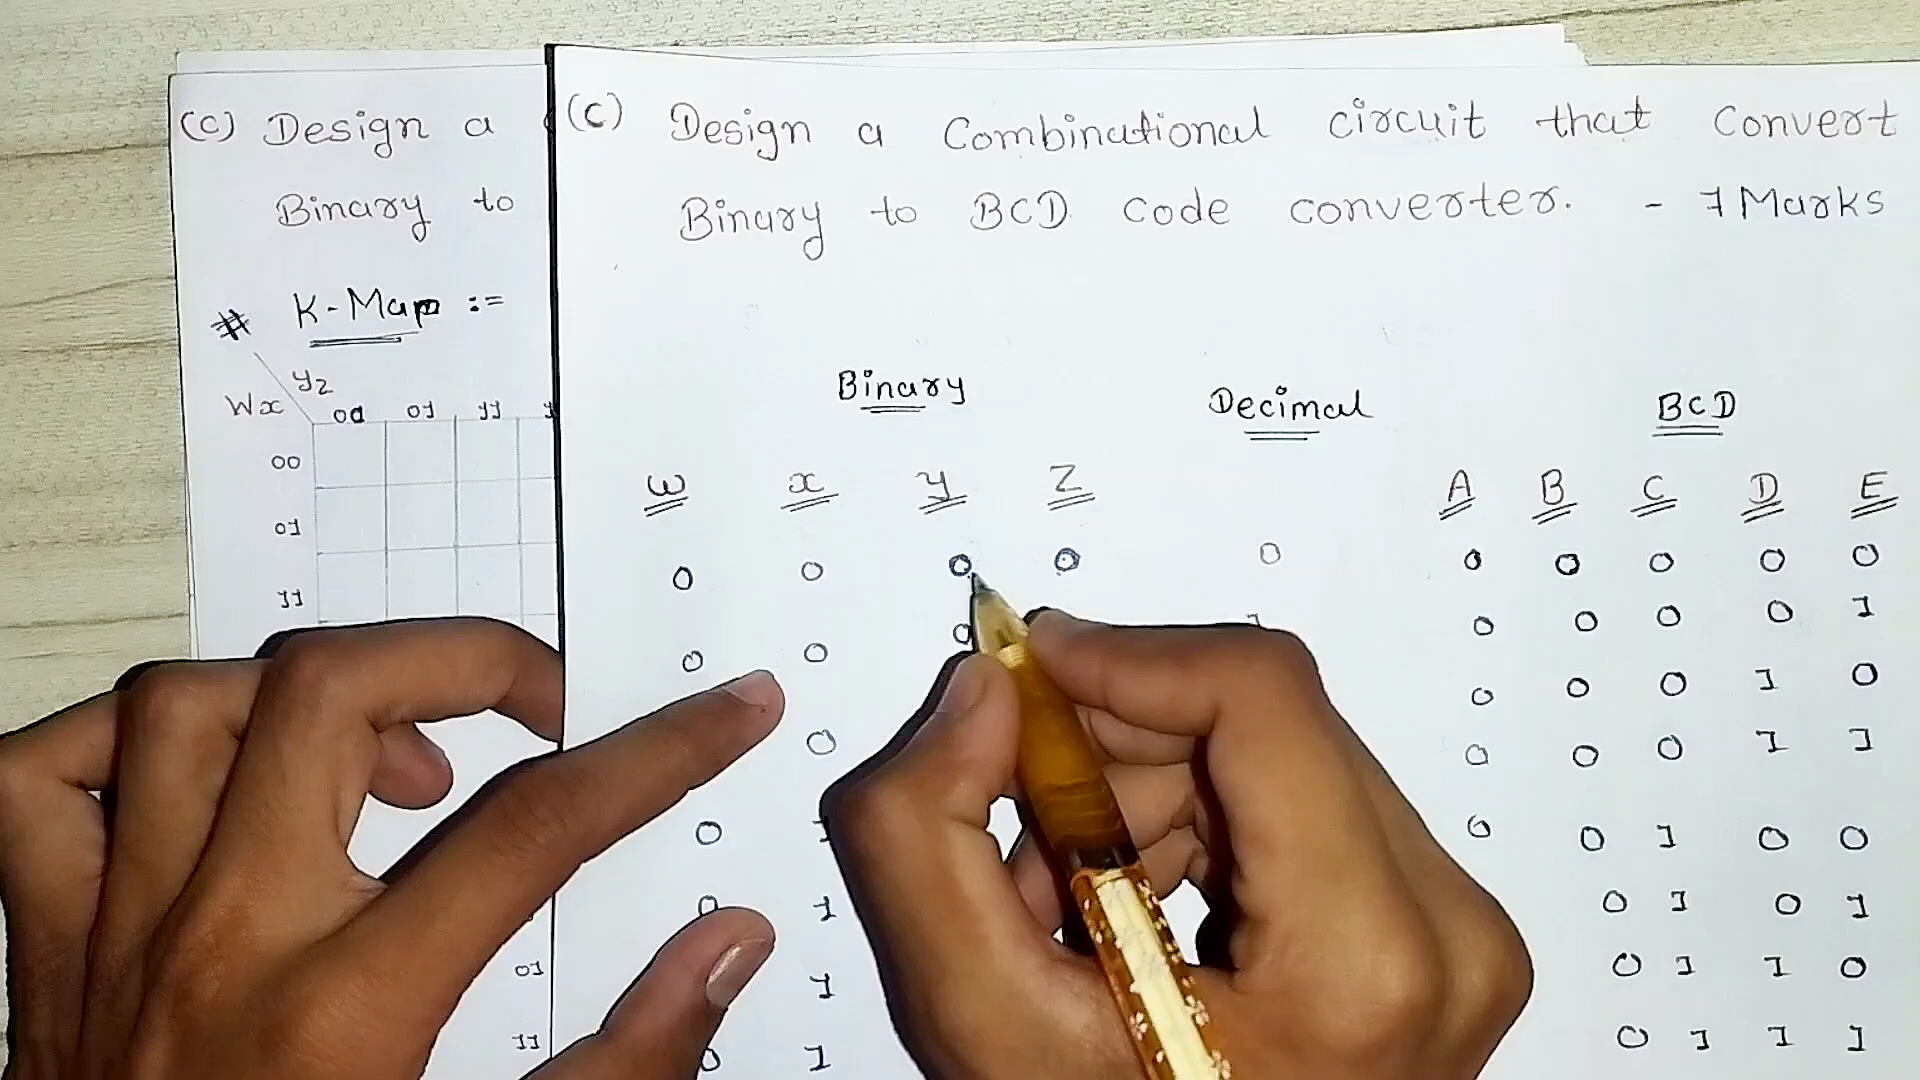 (C) Design a
Binary to
# K-Map :=
yz
Wx 00 01 11
00
01
11
01
11
(C) Design a Combinational circuit that convert
Binary to BCD code converter. - 7 Marks
Binary Decimal BCD
W x y z A B C D E
0 0 0 0 0 0 0 0 0 0
0 0 0 0 0 0 0 1
0 0 0 1 0
0 0 0 0 1 1
0 0 0 1 0 0
0 1 0 1 0 1
1 0 1 1 0
0 1 0 1 1 1